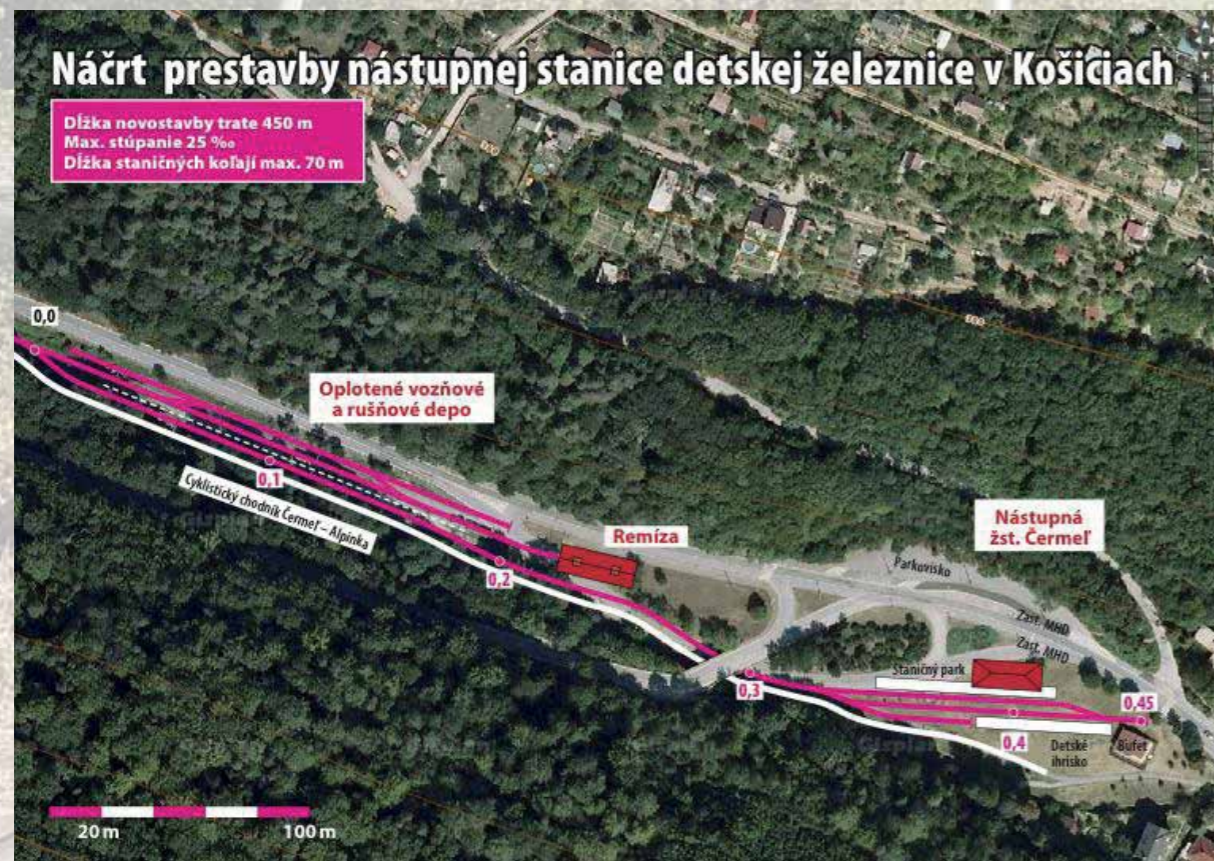 Náčrt prestavby nástupnej stanice detskej železnice v Košiciach
Dĺžka novostavby trate 450 m
Max. stúpanie 25 ‰
Dĺžka staničných koľají max. 70 m
0,0
Oplotené vozňové
a rušňové depo
0,1
Cyklistický chodník Čermeľ – Alpinka
0,2
Remíza
Nástupná
žst. Čermeľ
Parkovisko
Zast. MHD
Zast. MHD
Staničný park
0,3
0,45
0,4
Detské
ihrisko
Bufet
20 m
100 m